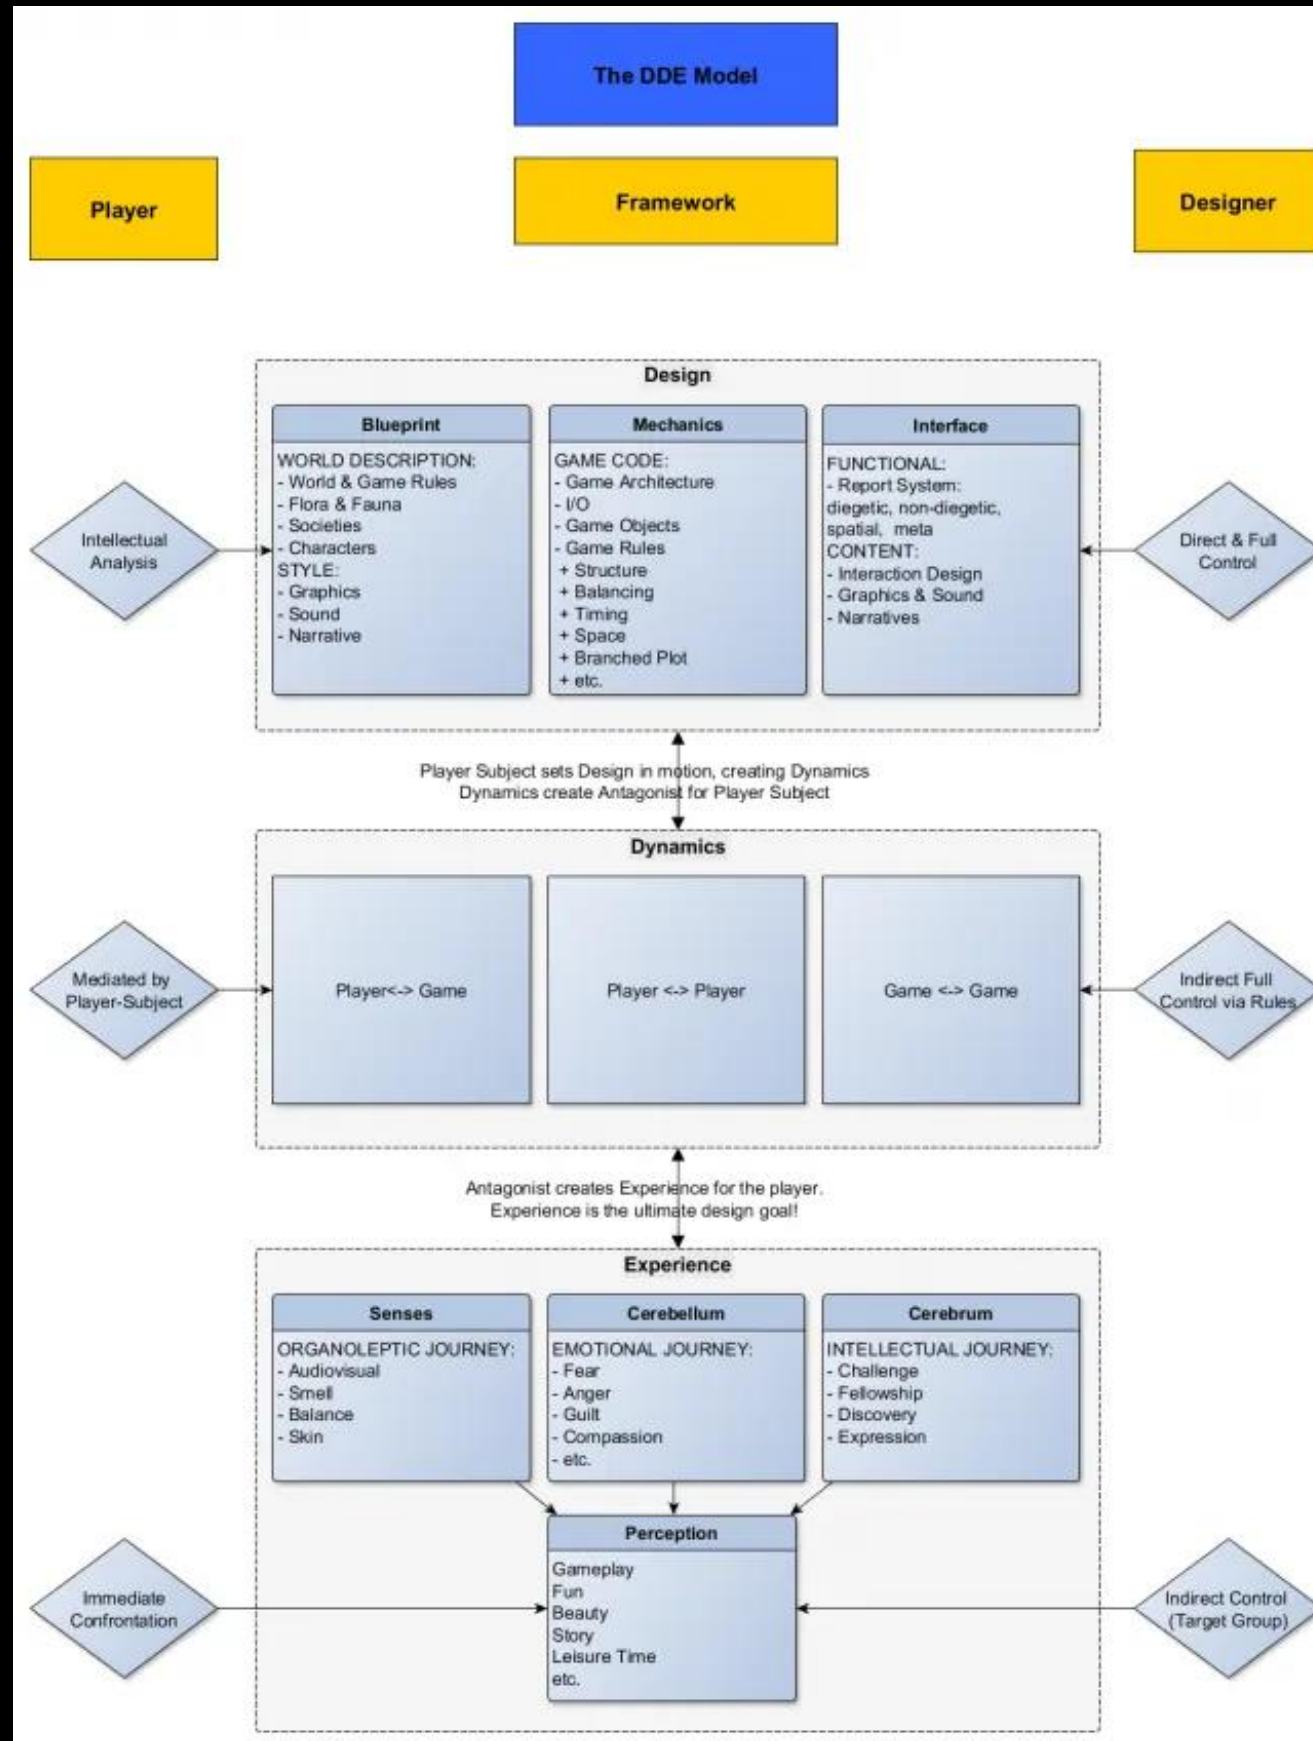 The DDE Model
Player
Framework
Designer
Design
Blueprint
WORLD DESCRIPTION:
- World & Game Rules
- Flora & Fauna
- Societies
- Characters
STYLE:
- Graphics
- Sound
- Narrative
Mechanics
GAME CODE:
- Game Architecture
- I/O
- Game Objects
- Game Rules
+ Structure
+ Balancing
+ Timing
+ Space
+ Branched Plot
+ etc.
Interface
FUNCTIONAL:
- Report System:
diegetic, non-diegetic,
spatial, meta
CONTENT:
- Interaction Design
- Graphics & Sound
- Narratives
Intellectual
Analysis
Direct & Full
Control
Player Subject sets Design in motion, creating Dynamics
Dynamics create Antagonist for Player Subject
Dynamics
Mediated by
Player-Subject
Player<-> Game
Player <-> Player
Game <-> Game
Indirect Full
Control via Rules
Antagonist creates Experience for the player.
Experience is the ultimate design goal!
Experience
Senses
ORGANOLEPTIC JOURNEY:
- Audiovisual
- Smell
- Balance
- Skin
Cerebellum
EMOTIONAL JOURNEY:
- Fear
- Anger
- Guilt
- Compassion
- etc.
Cerebrum
INTELLECTUAL JOURNEY:
- Challenge
- Fellowship
- Discovery
- Expression
Perception
Gameplay
Fun
Beauty
Story
Leisure Time
etc.
Immediate
Confrontation
Indirect Control
(Target Group)